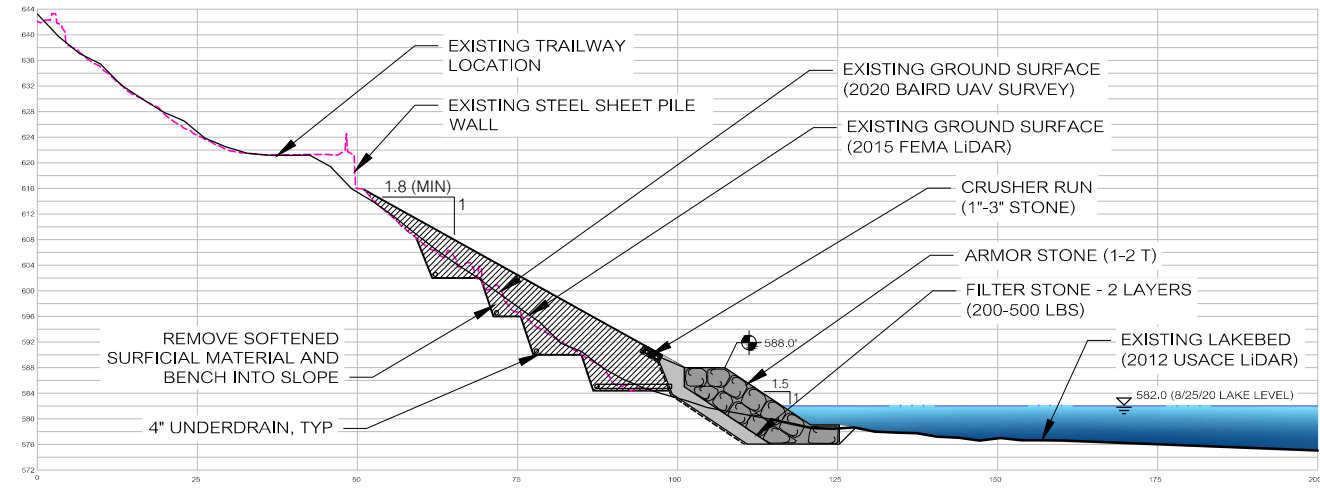 644
640
636
632
628
624
620
616
612
608
604
600
596
592
588
584
580
576
572
0
25
50
75
100
125
150
175
200
EXISTING TRAILWAY
LOCATION
EXISTING STEEL SHEET PILE
WALL
EXISTING GROUND SURFACE
(2020 BAIRD UAV SURVEY)
EXISTING GROUND SURFACE
(2015 FEMA LiDAR)
1.8 (MIN)
1
CRUSHER RUN
(1"-3" STONE)
ARMOR STONE (1-2 T)
FILTER STONE - 2 LAYERS
(200-500 LBS)
REMOVE SOFTENED
SURFICIAL MATERIAL AND
BENCH INTO SLOPE
588.0'
EXISTING LAKEBED
(2012 USACE LiDAR)
1.5
1
582.0 (8/25/20 LAKE LEVEL)
4" UNDERDRAIN, TYP